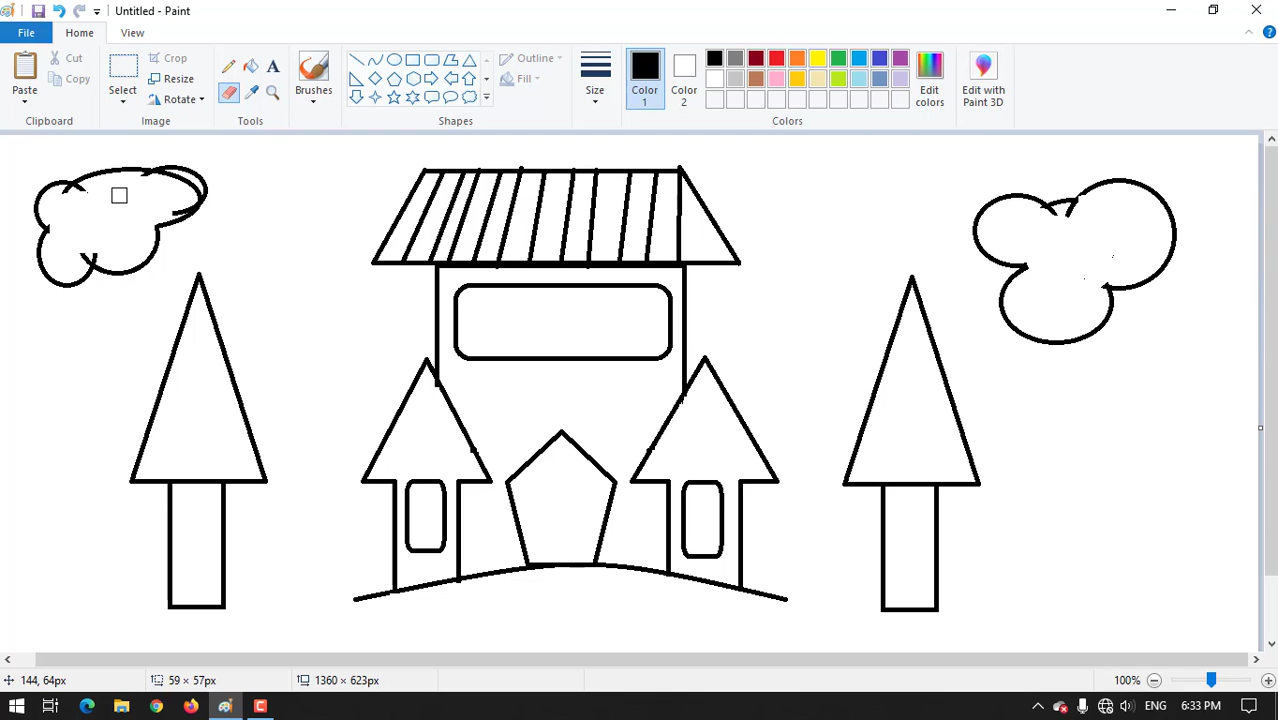 Untitled - Paint
File Home View
Paste
Cut
Copy
Clipboard
Select
Crop
Resize
Rotate
Image
A
Tools
Brushes
Outline
Fill
Shapes
Size
Color
1
Color
2
Edit
colors
Colors
Edit with
Paint 3D
144, 64px
59 × 57px
1360 × 623px
100%
ENG
6:33 PM